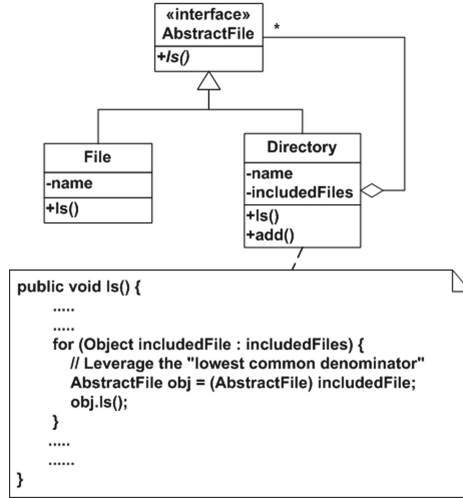 «interface»
AbstractFile
*
+ls()
File
-name
+ls()
Directory
-name
-includedFiles
+ls()
+add()
public void ls() {
.....
.....
for (Object includedFile : includedFiles) {
// Leverage the "lowest common denominator"
AbstractFile obj = (AbstractFile) includedFile;
obj.ls();
}
.....
......
}